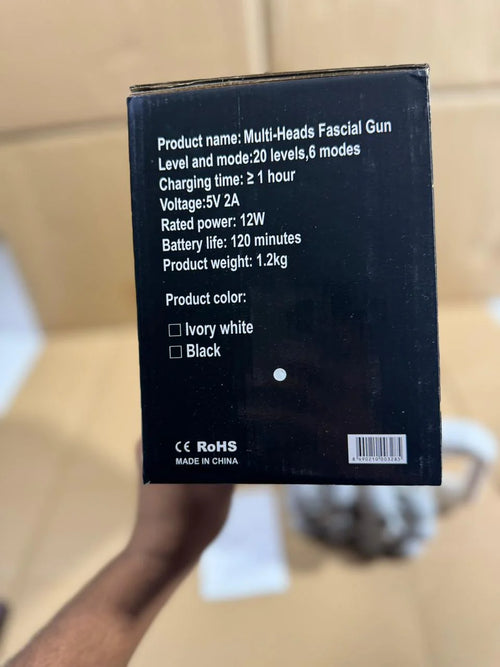 Product name: Multi-Heads Fascial Gun
Level and mode:20 levels,6 modes
Charging time: ≥ 1 hour
Voltage:5V 2A
Rated power: 12W
Battery life: 120 minutes
Product weight: 1.2kg
Product color:
Ivory white
Black
CE RoHS
MADE IN CHINA